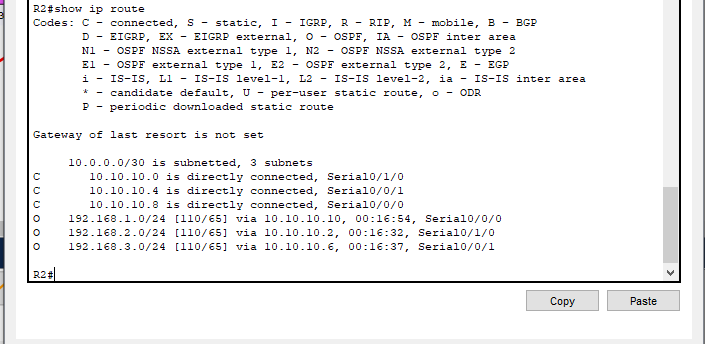 R2#show ip route
Codes: C - connected, S - static, I - IGRP, R - RIP, M - mobile, B - BGP
D - EIGRP, EX - EIGRP external, O - OSPF, IA - OSPF inter area
N1 - OSPF NSSA external type 1, N2 - OSPF NSSA external type 2
E1 - OSPF external type 1, E2 - OSPF external type 2, E - EGP
i - IS-IS, L1 - IS-IS level-1, L2 - IS-IS level-2, ia - IS-IS inter area
* - candidate default, U - per-user static route, o - ODR
P - periodic downloaded static route
Gateway of last resort is not set
10.0.0.0/30 is subnetted, 3 subnets
C 10.10.10.0 is directly connected, Serial0/1/0
C 10.10.10.4 is directly connected, Serial0/0/1
C 10.10.10.8 is directly connected, Serial0/0/0
O 192.168.1.0/24 [110/65] via 10.10.10.10, 00:16:54, Serial0/0/0
O 192.168.2.0/24 [110/65] via 10.10.10.2, 00:16:32, Serial0/1/0
O 192.168.3.0/24 [110/65] via 10.10.10.6, 00:16:37, Serial0/0/1
R2#
Copy Paste